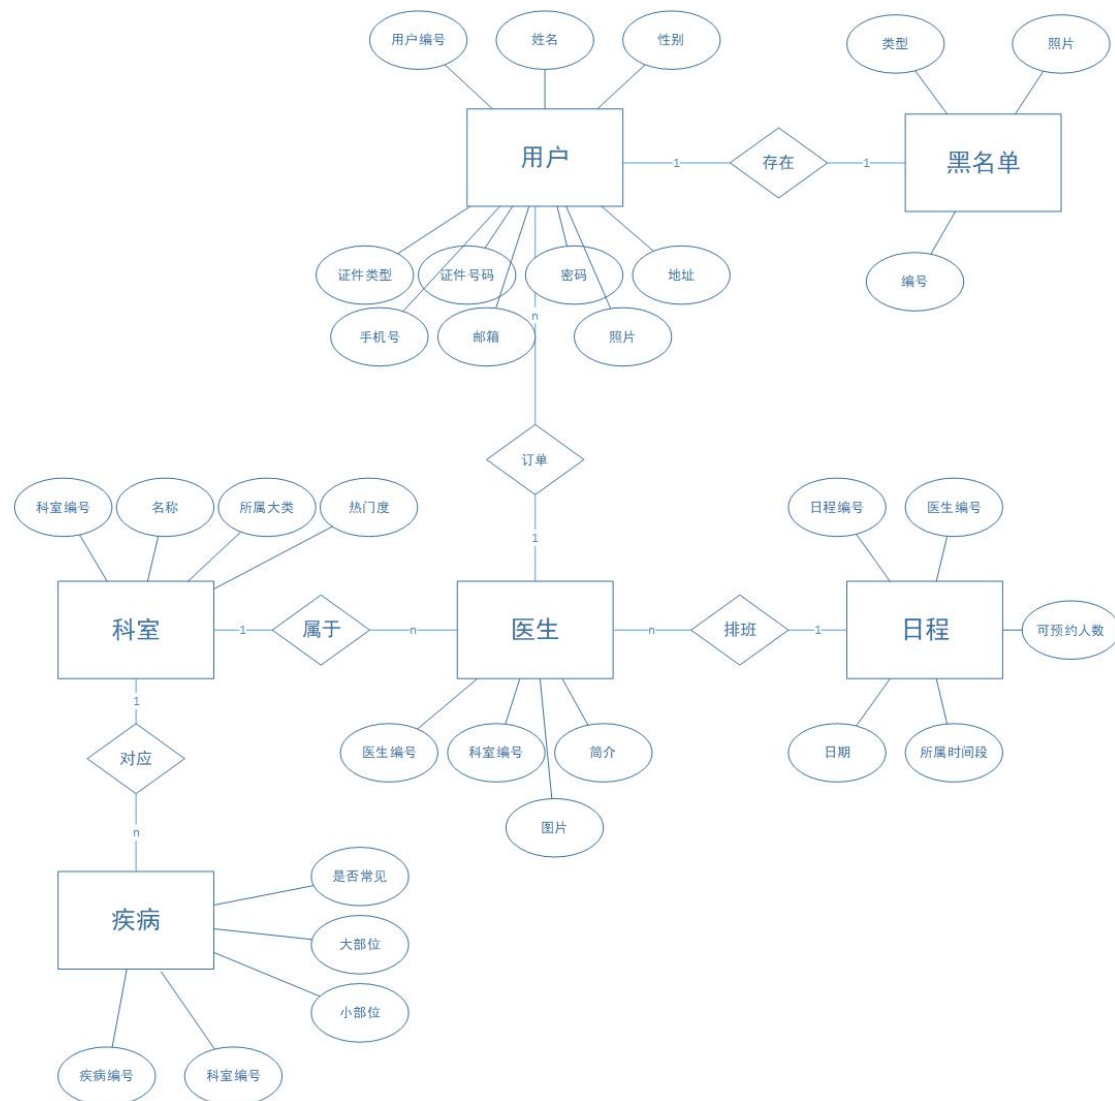 用户编号
姓名
性别
类型
照片
用户
1
存在
1
黑名单
证件类型
证件号码
密码
地址
编号
手机号
邮箱
照片
n
订单
科室编号
名称
所属大类
热门度
日程编号
医生编号
1
科室
1
属于
n
医生
n
排班
1
日程
可预约人数
1
对应
医生编号
科室编号
简介
日期
所属时间段
图片
n
疾病
是否常见
大部位
小部位
疾病编号
科室编号